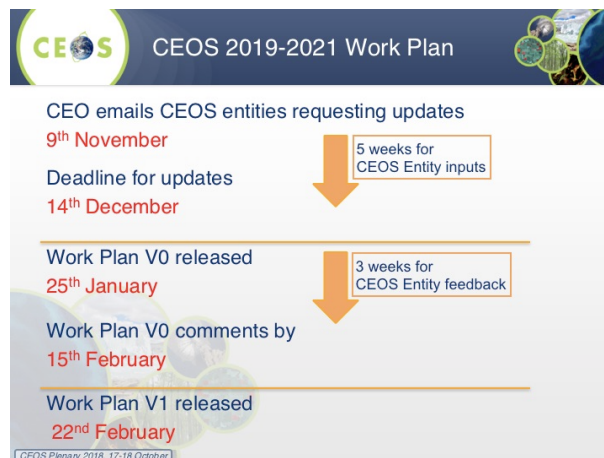 CEOS
CEOS 2019-2021 Work Plan
CEO emails CEOS entities requesting updates
9th November
5 weeks for
CEOS Entity inputs
Deadline for updates
14th December
Work Plan V0 released
25th January
3 weeks for
CEOS Entity feedback
Work Plan V0 comments by
15th February
Work Plan V1 released
22nd February
CEOS Plenary 2018, 17-18 October